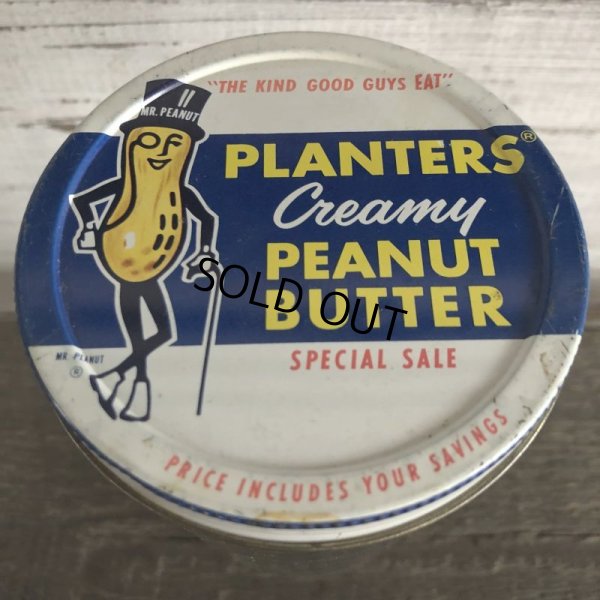 "THE KIND GOOD GUYS EAT"
MR. PEANUT
PLANTERS®
Creamy
PEANUT
BUTTER
SOLD OUT
SPECIAL SALE
MR. PEANUT
®
PRICE INCLUDES YOUR SAVINGS